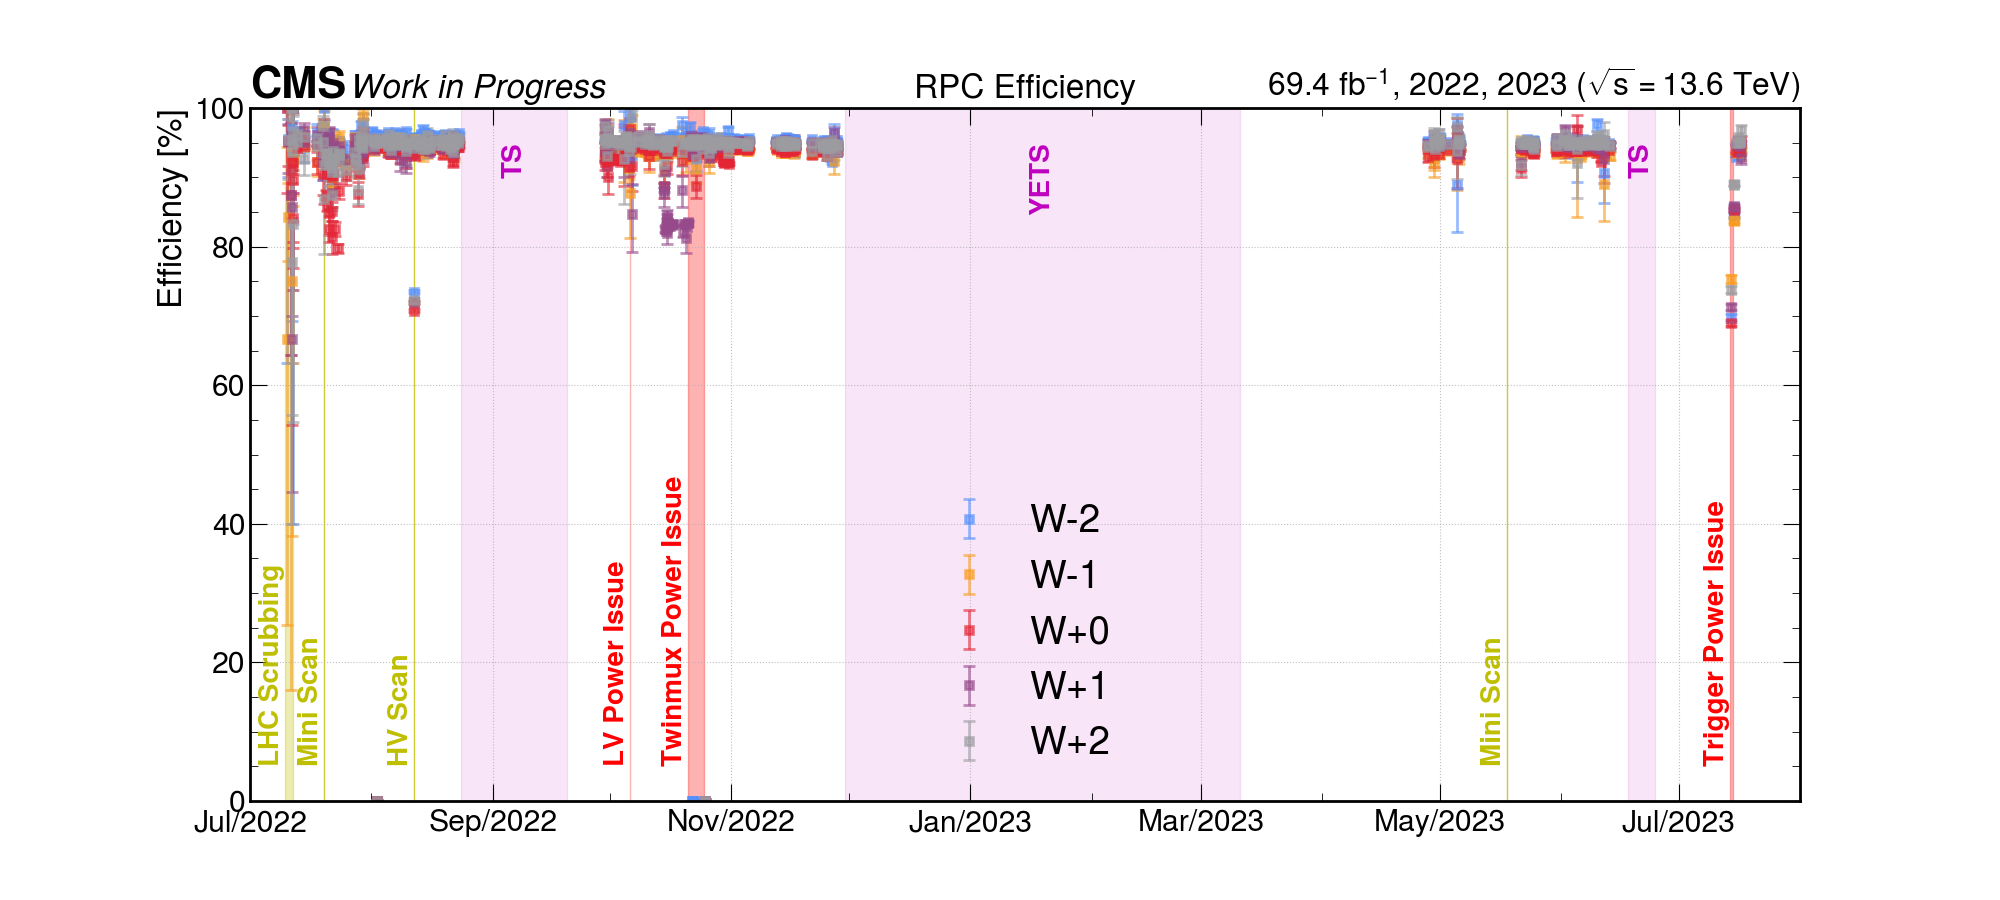 CMS Work in Progress RPC Efficiency 69.4 fb⁻¹, 2022, 2023 (√s = 13.6 TeV)
Efficiency [%]
100
80
60
40
20
0
TS
YETS
TS
LHC Scrubbing
Mini Scan
HV Scan
LV Power Issue
Twinmux Power Issue
Mini Scan
Trigger Power Issue
W-2
W-1
W+0
W+1
W+2
Jul/2022 Sep/2022 Nov/2022 Jan/2023 Mar/2023 May/2023 Jul/2023